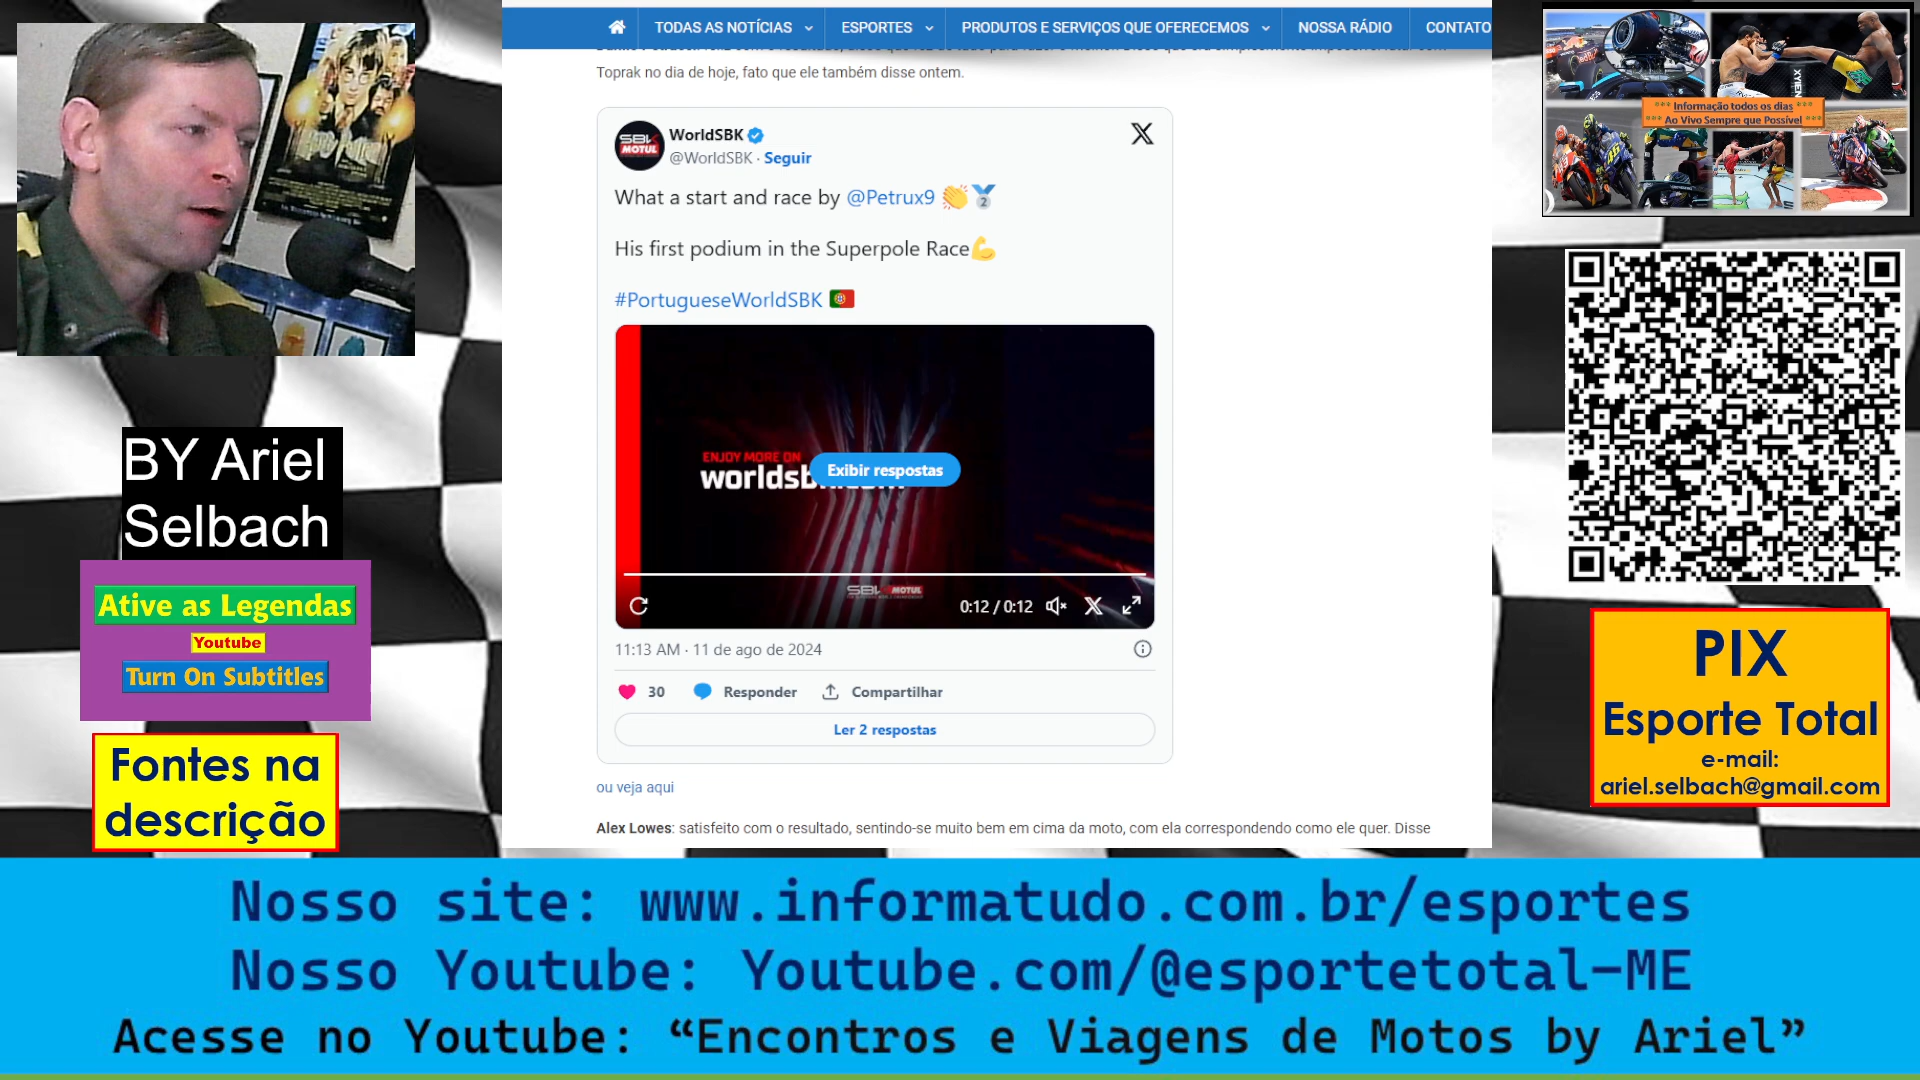 TODAS AS NOTÍCIAS
ESPORTES
PRODUTOS E SERVIÇOS QUE OFERECEMOS
NOSSA RÁDIO
CONTATO
Toprak no dia de hoje, fato que ele também disse ontem.
SBK
MOTUL
WorldSBK
@WorldSBK · Seguir
What a start and race by @Petrux9 👏🥈
His first podium in the Superpole Race💪
#PortugueseWorldSBK 🇵🇹
ENJOY MORE ON
worldsb
Exibir respostas
SBK MOTUL
0:12 / 0:12
11:13 AM · 11 de ago de 2024
30
Responder
Compartilhar
Ler 2 respostas
ou veja aqui
Alex Lowes: satisfeito com o resultado, sentindo-se muito bem em cima da moto, com ela correspondendo como ele quer. Disse
BY Ariel
Selbach
Ative as Legendas
Youtube
Turn On Subtitles
Fontes na
descrição
*** Informação todos os dias ***
*** Ao Vivo Sempre que Possível ***
PIX
Esporte Total
e-mail:
ariel.selbach@gmail.com
Nosso site: www.informatudo.com.br/esportes
Nosso Youtube: Youtube.com/@esportetotal-ME
Acesse no Youtube: “Encontros e Viagens de Motos by Ariel”